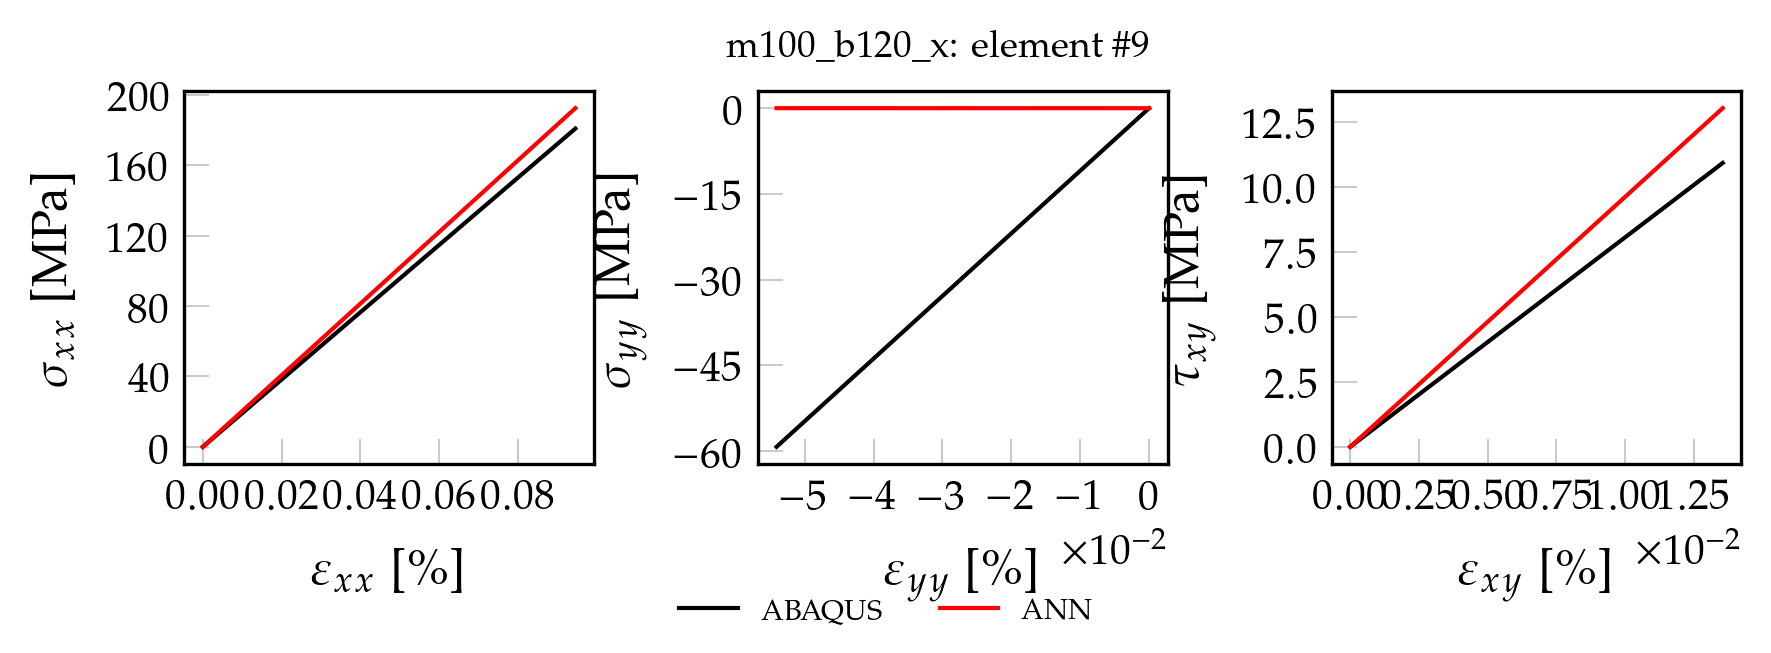 m100_b120_x: element #9
σxx [MPa]
200
160
120
80
40
0
0.00 0.02 0.04 0.06 0.08
εxx [%]
σyy [MPa]
0
−15
−30
−45
−60
−5 −4 −3 −2 −1 0
×10−2
εyy [%]
τxy [MPa]
12.5
10.0
7.5
5.0
2.5
0.0
0.00 0.25 0.50 0.75 1.00 1.25
×10−2
εxy [%]
ABAQUS ANN